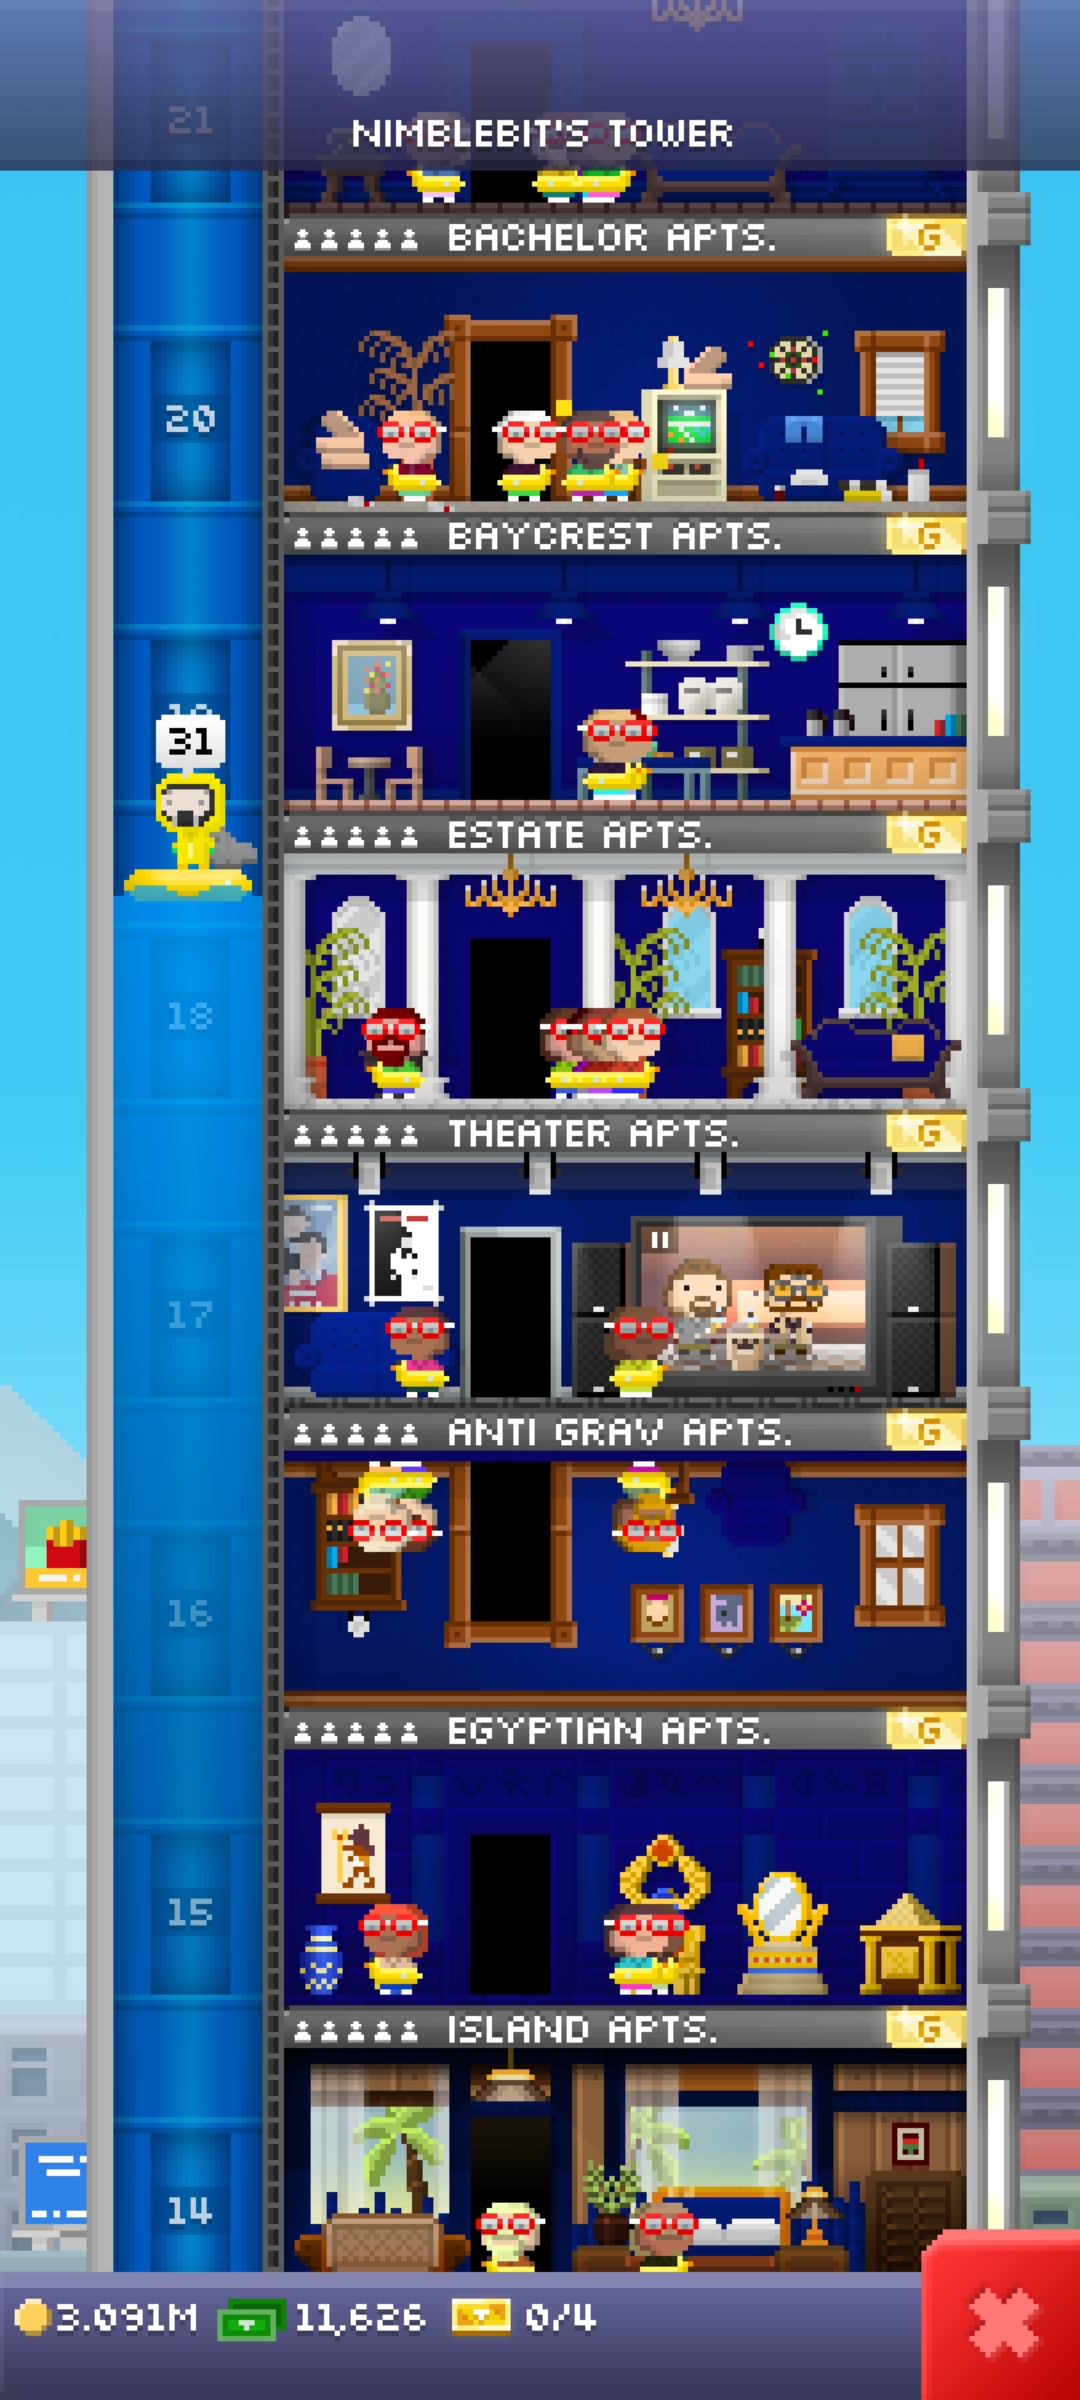 21
NIMBLEBIT'S TOWER
BACHELOR APTS. G
20
BAYCREST APTS. G
31
ESTATE APTS. G
18
THEATER APTS. G
17
ANTI GRAV APTS. G
16
EGYPTIAN APTS. G
15
ISLAND APTS. G
14
3.091M 11,626 0/4